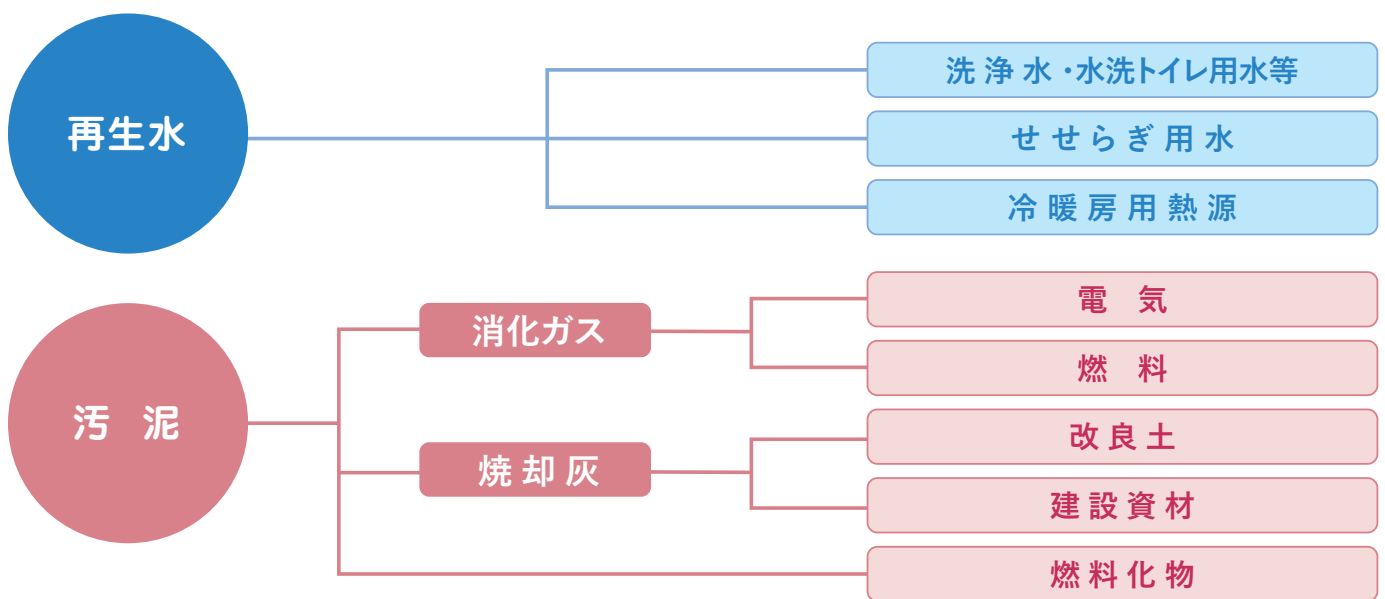 再生水
洗浄水・水洗トイレ用水等
せせらぎ用水
冷暖房用熱源
汚泥
消化ガス
電気
燃料
焼却灰
改良土
建設資材
燃料化物